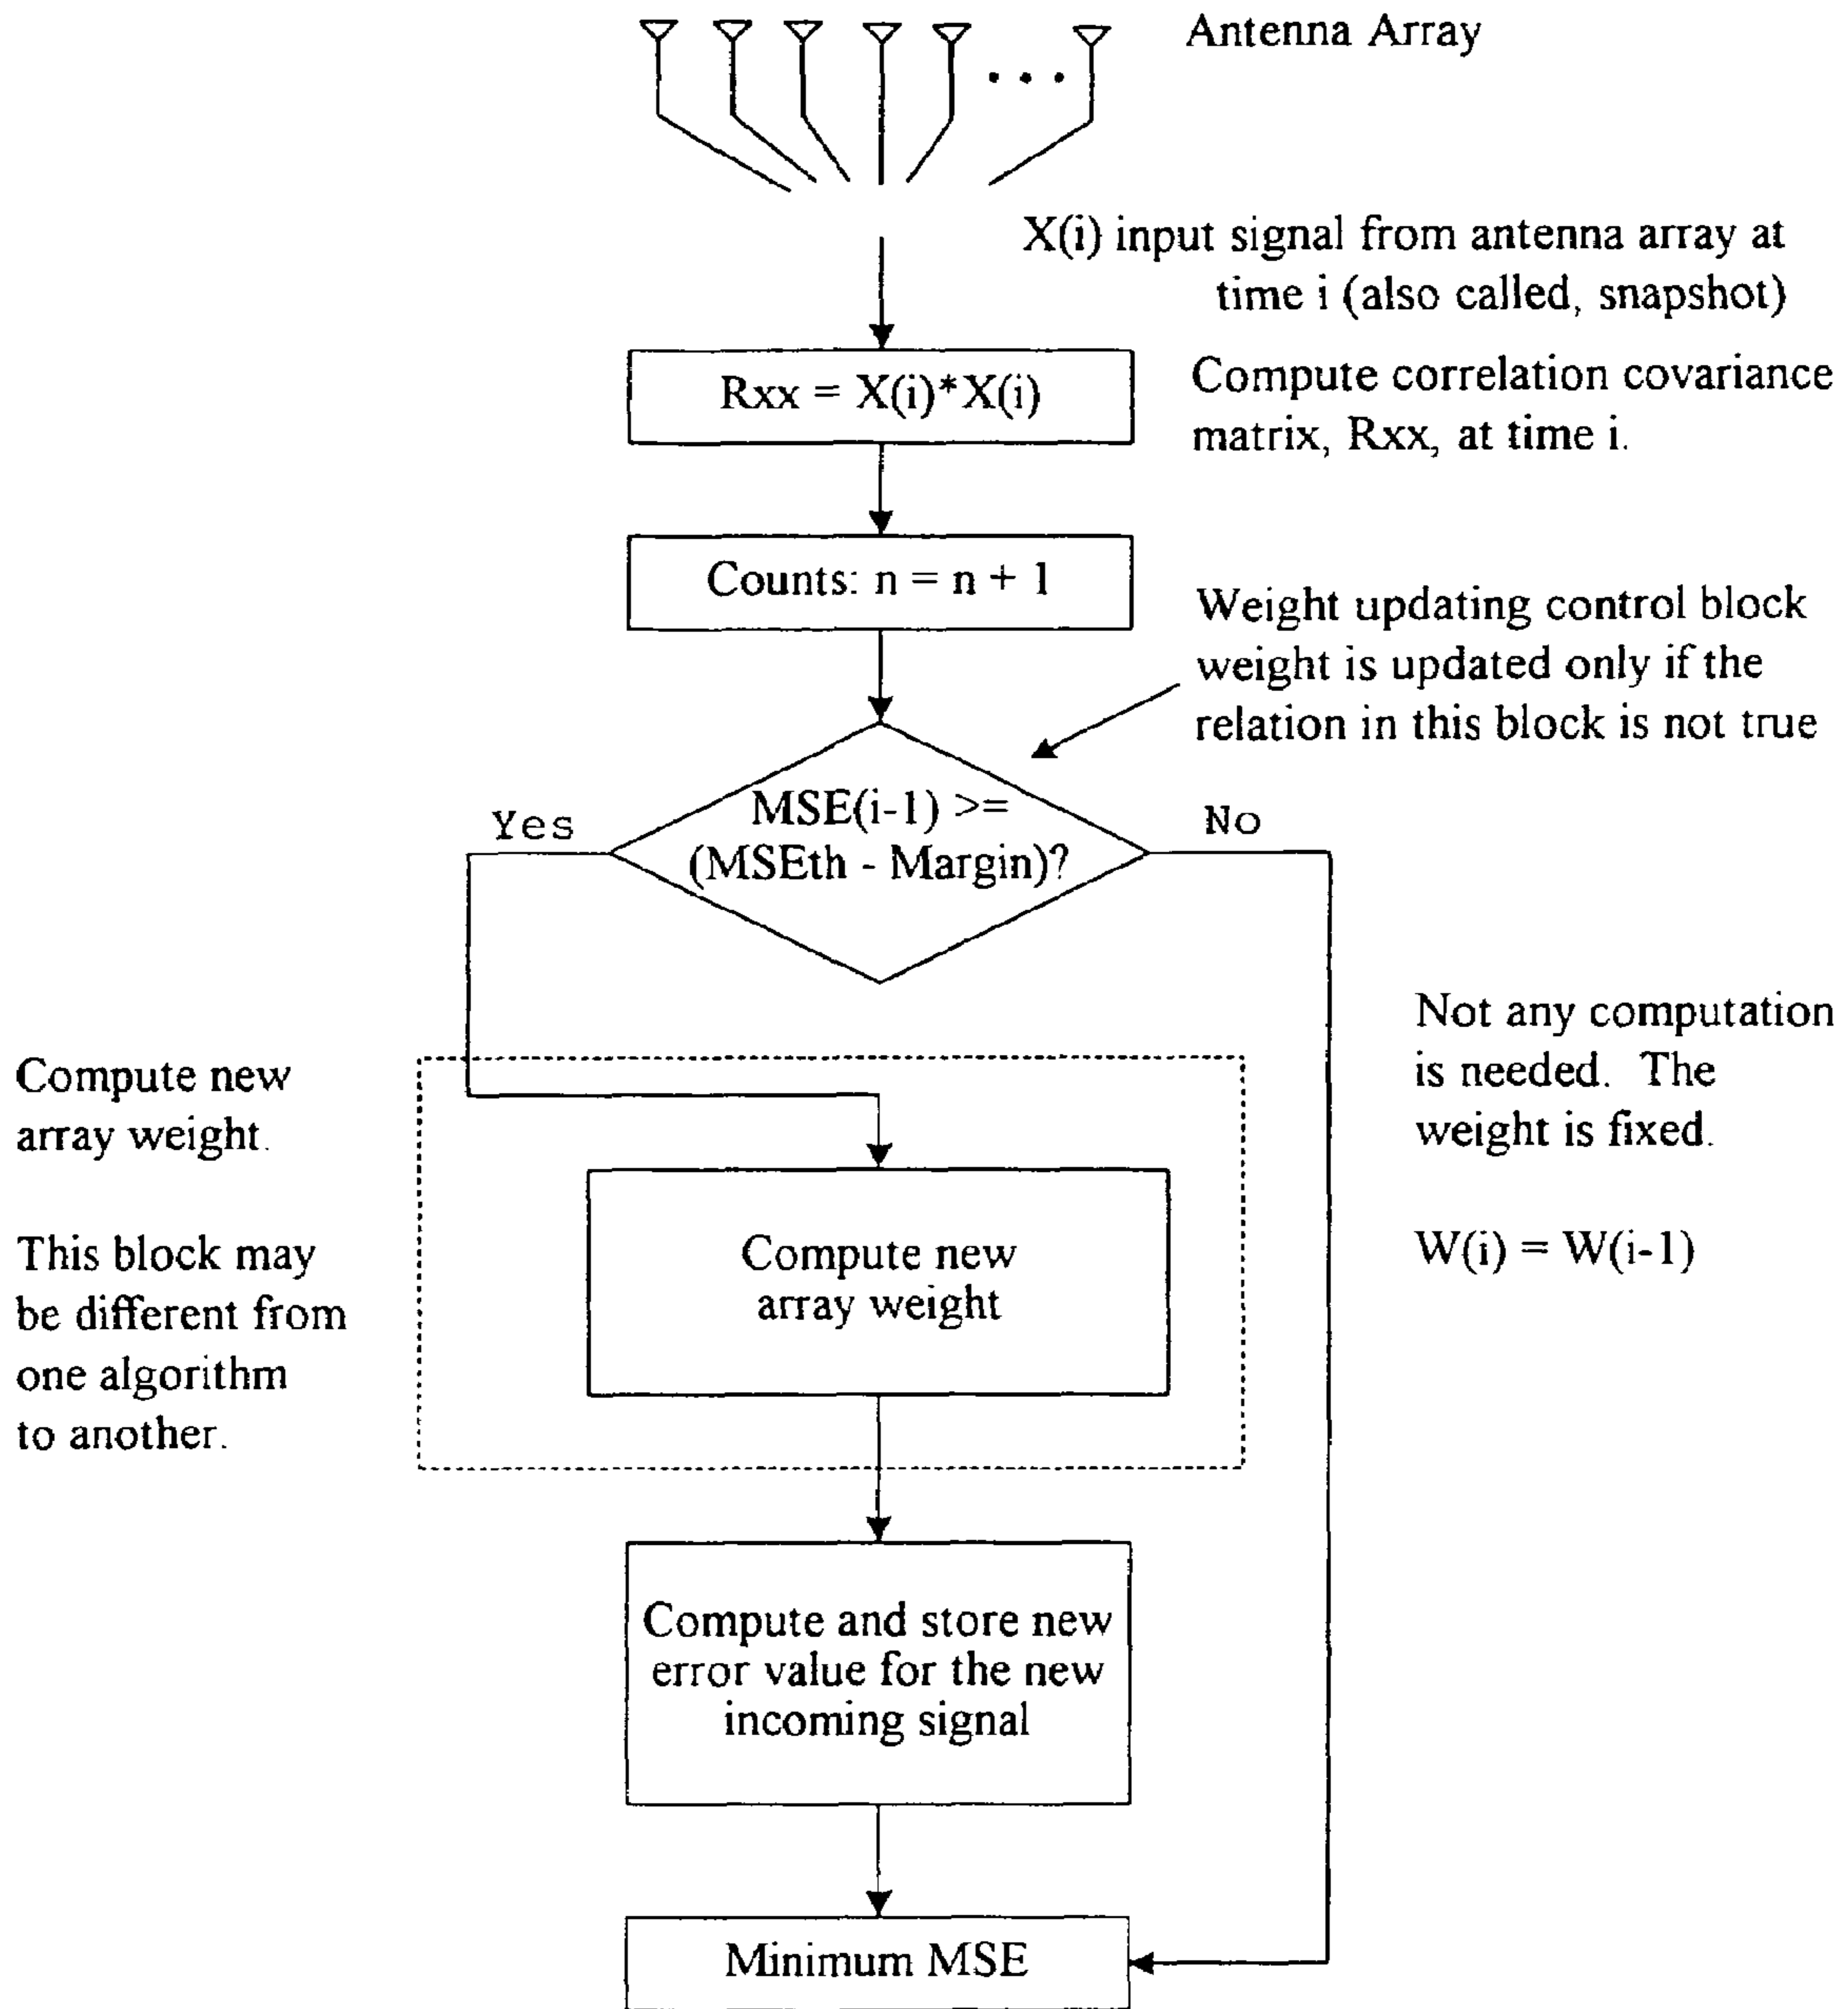 Antenna Array
X(i) input signal from antenna array at
time i (also called, snapshot)
Rxx = X(i)*X(i)
Compute correlation covariance
matrix, Rxx, at time i.
Counts: n = n + 1
Weight updating control block
weight is updated only if the
relation in this block is not true
Yes
MSE(i-1) >=
(MSEth - Margin)?
No
Not any computation
is needed. The
weight is fixed.
W(i) = W(i-1)
Compute new
array weight.
This block may
be different from
one algorithm
to another.
Compute new
array weight
Compute and store new
error value for the new
incoming signal
Minimum MSE